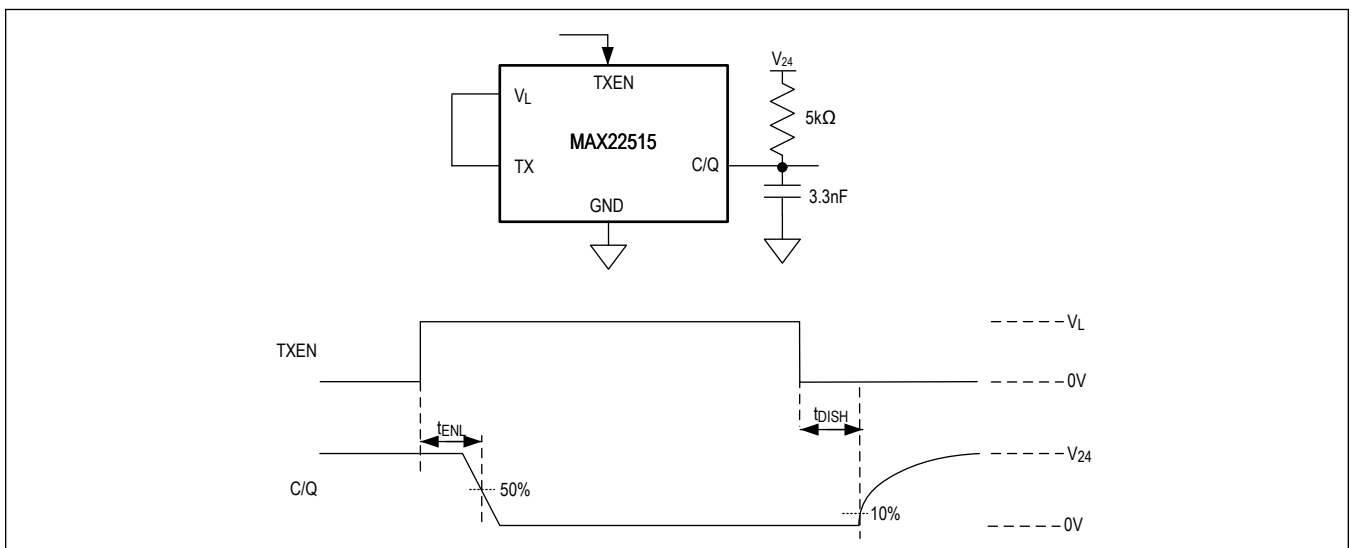 V24
TXEN
VL
5kΩ
MAX22515
TX
C/Q
3.3nF
GND
VL
TXEN
0V
tENL
tDISH
V24
C/Q
50%
10%
0V